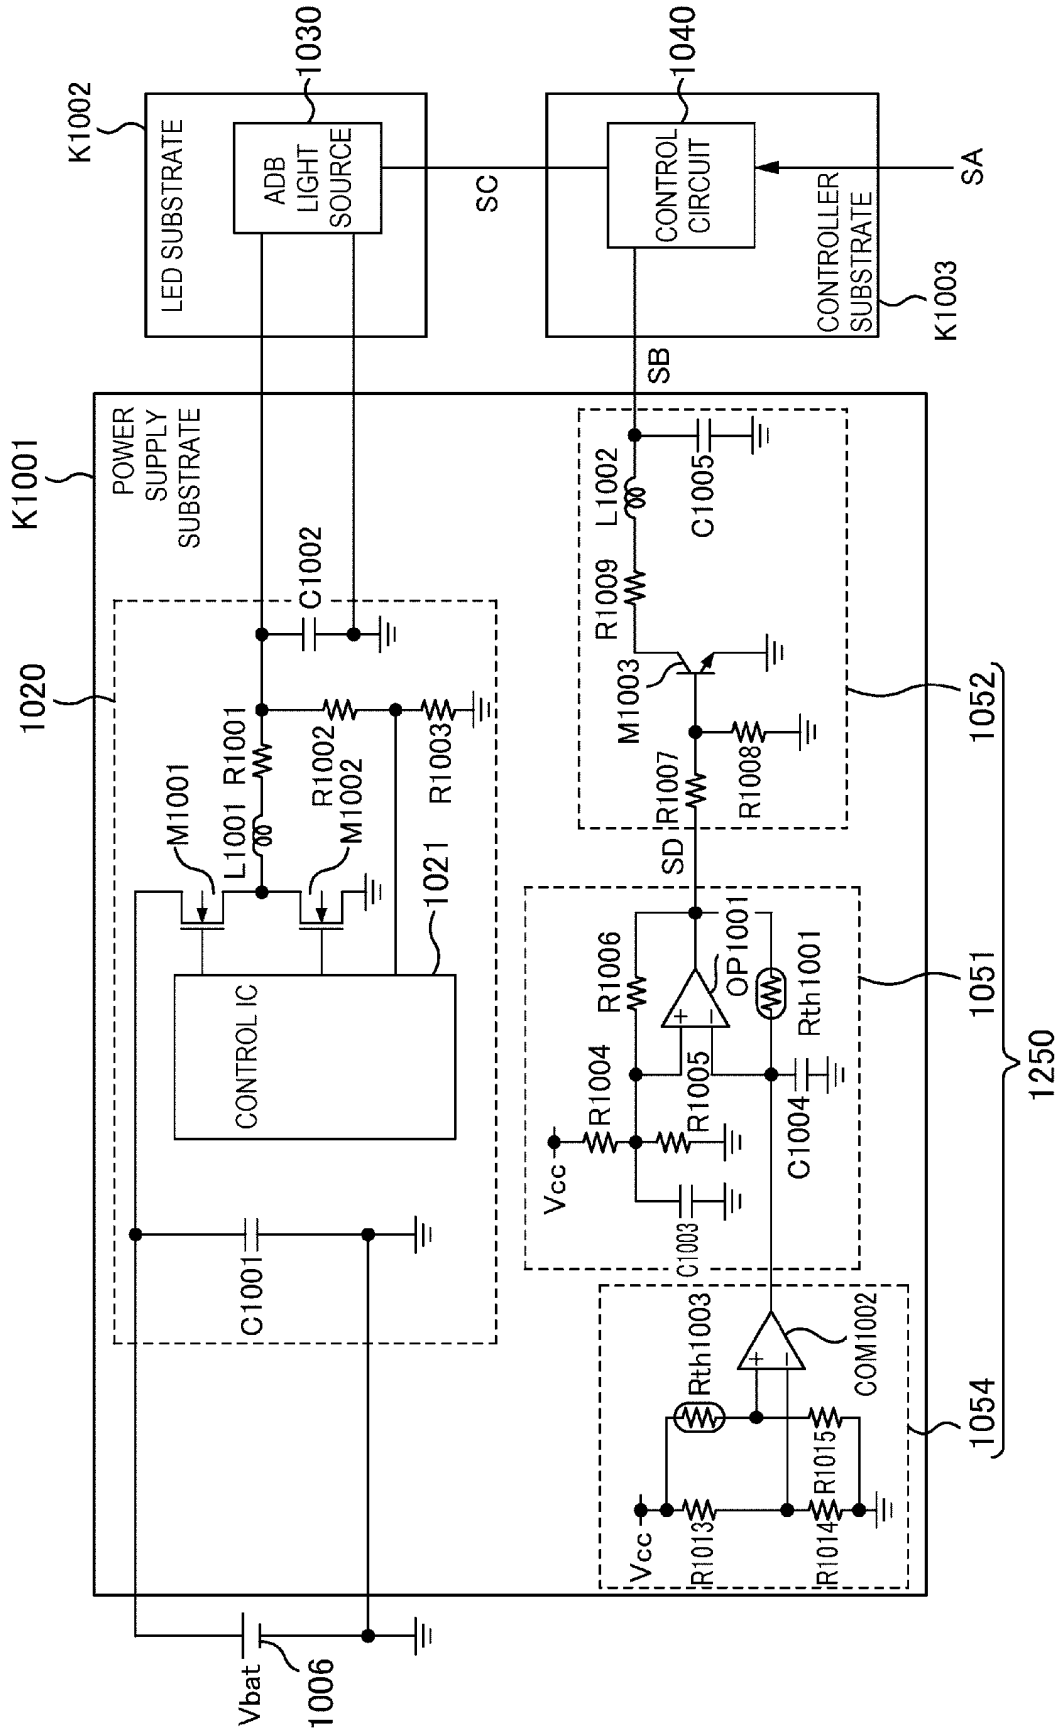 K1001
K1002
K1003
POWER
SUPPLY
SUBSTRATE
LED SUBSTRATE
ADB
LIGHT
SOURCE
1030
CONTROL
CIRCUIT
1040
CONTROLLER
SUBSTRATE
SA
SB
SC
SD
1020
M1001
L1001
R1001
R1002
M1002
R1003
C1002
CONTROL IC
1021
C1001
Vbat
1006
Vcc
R1004
R1005
R1006
C1003
C1004
OP1001
+
−
Rth1001
1051
R1007
R1008
M1003
R1009
L1002
C1005
1052
Vcc
R1013
R1014
R1015
Rth1003
+
−
COM1002
1054
1250